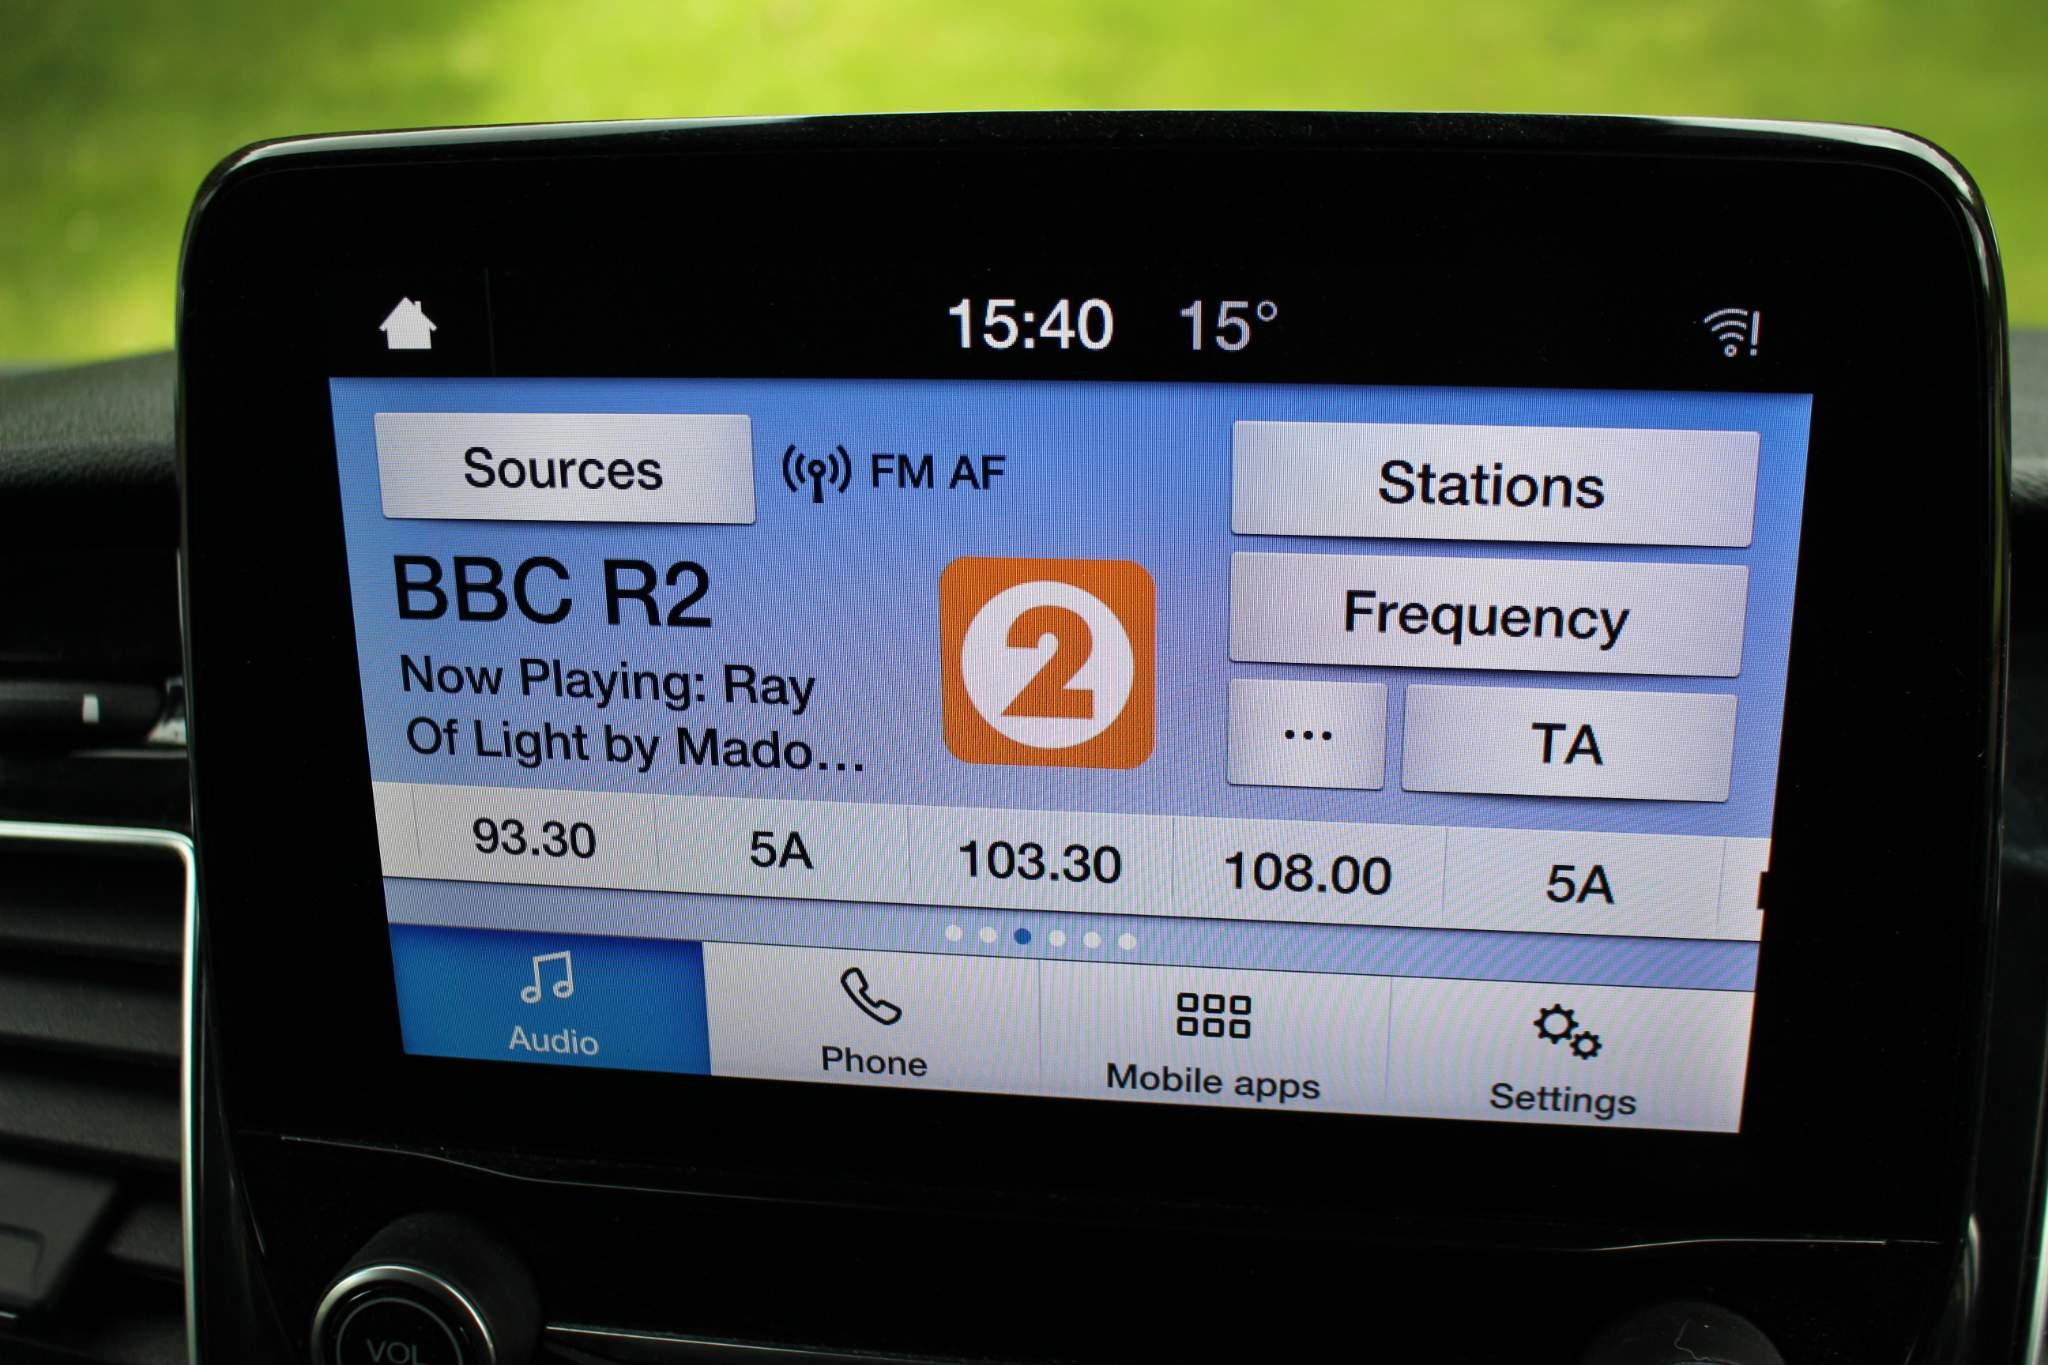 15:40 15°
Sources FM AF Stations
BBC R2
2
Frequency
Now Playing: Ray
Of Light by Mado...
... TA
93.30 5A 103.30 108.00 5A
Audio Phone Mobile apps Settings
VOL